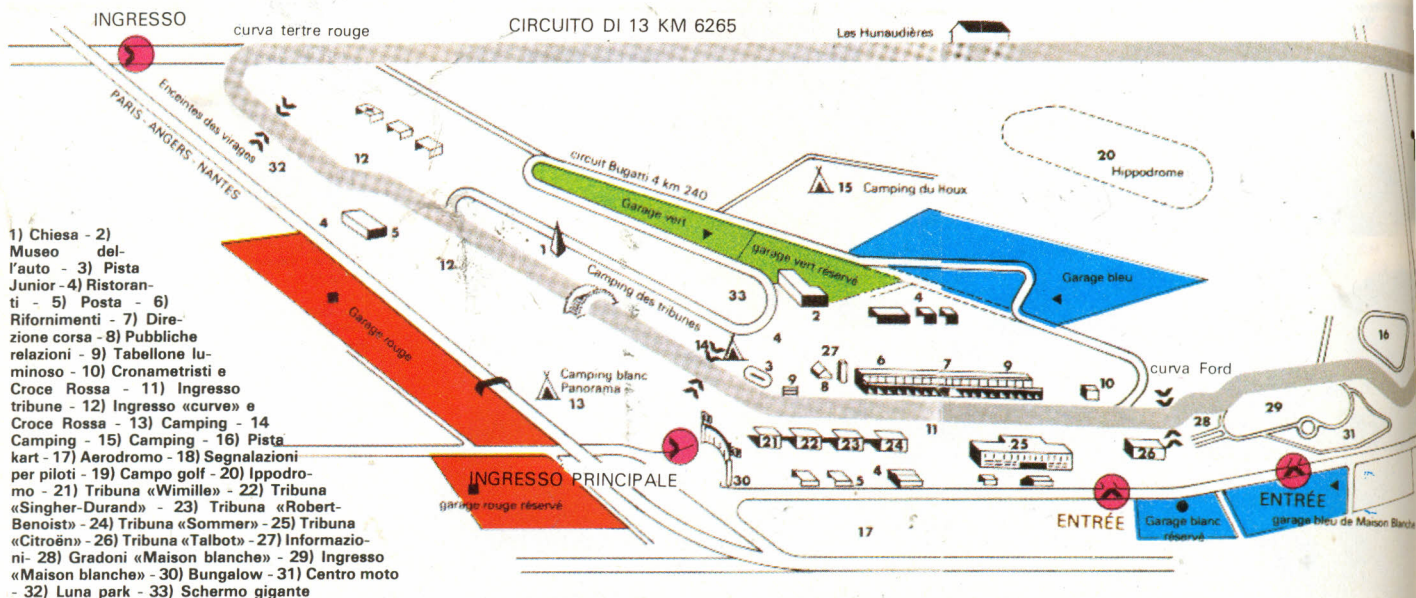 INGRESSO
curva tertre rouge
CIRCUITO DI 13 KM 6265
Les Hunaudières
Enceintes des virages
PARIS - ANGERS - NANTES
32
12
circuit Bugatti 4 km 240
15 Camping du Houx
20
Hippodrome
Garage vert
garage vert réservé
Garage bleu
4
5
12
1
Camping des tribunes
33
2
4
4
16
Garage rouge
14
3
27
9
8
6
7
9
10
curva Ford
Camping blanc
Panorama
13
21
22
23
24
11
25
26
28
29
31
INGRESSO PRINCIPALE
garage rouge réservé
30
5
4
17
ENTRÉE
Garage blanc
réservé
ENTRÉE
garage bleu de Maison Blanche
1) Chiesa - 2)
Museo del-
l'auto - 3) Pista
Junior - 4) Ristoran-
ti - 5) Posta - 6)
Rifornimenti - 7) Dire-
zione corsa - 8) Pubbliche
relazioni - 9) Tabellone lu-
minoso - 10) Cronametristi e
Croce Rossa - 11) Ingresso
tribune - 12) Ingresso «curve» e
Croce Rossa - 13) Camping - 14
Camping - 15) Camping - 16) Pista
kart - 17) Aerodromo - 18) Segnalazioni
per piloti - 19) Campo golf - 20) Ippodro-
mo - 21) Tribuna «Wimille» - 22) Tribuna
«Singher-Durand» - 23) Tribuna «Robert-
Benoist» - 24) Tribuna «Sommer» - 25) Tribuna
«Citroën» - 26) Tribuna «Talbot» - 27) Informazio-
ni- 28) Gradoni «Maison blanche» - 29) Ingresso
«Maison blanche» - 30) Bungalow - 31) Centro moto
- 32) Luna park - 33) Schermo gigante